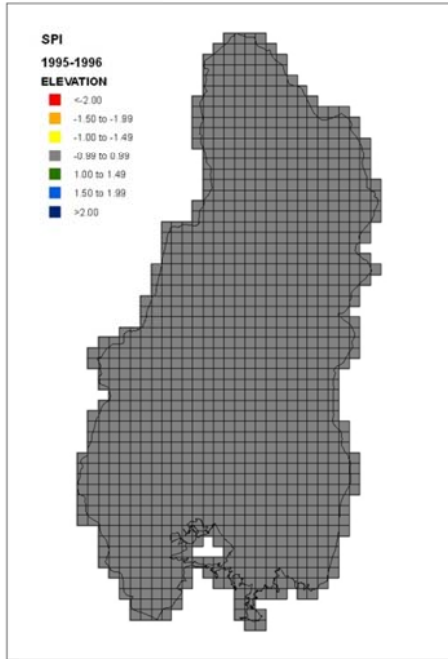 SPI
1995-1996
ELEVATION
<-2.00
-1.50 to -1.99
-1.00 to -1.49
-0.99 to 0.99
1.00 to 1.49
1.50 to 1.99
>2.00